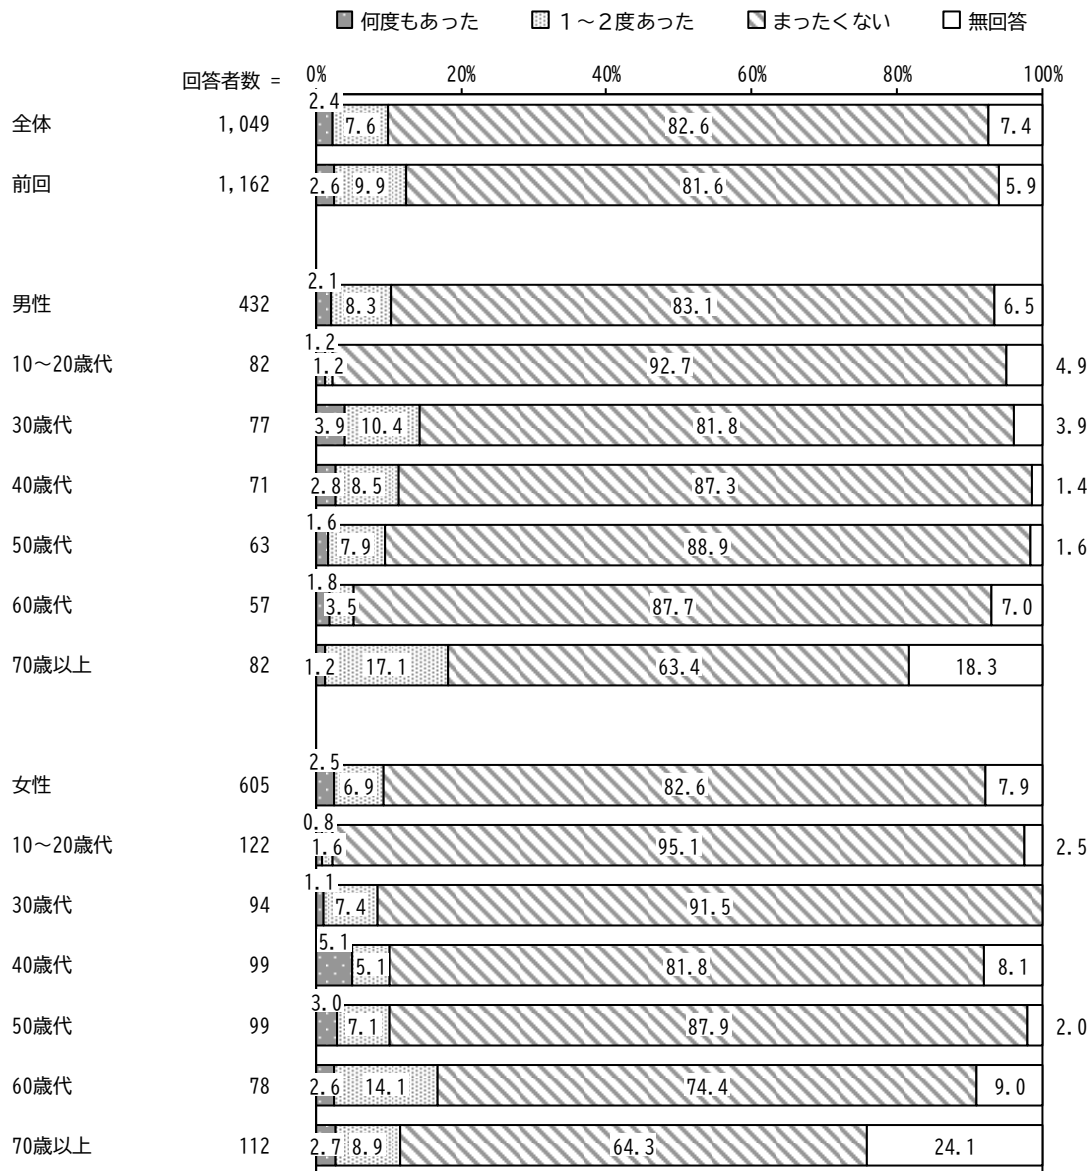 何度もあった １～２度あった まったくない 無回答
回答者数 = 0% 20% 40% 60% 80% 100%
全体 1,049 2.4 7.6 82.6 7.4
前回 1,162 2.6 9.9 81.6 5.9
男性 432 2.1 8.3 83.1 6.5
10～20歳代 82 1.2 1.2 92.7 4.9
30歳代 77 3.9 10.4 81.8 3.9
40歳代 71 2.8 8.5 87.3 1.4
50歳代 63 1.6 7.9 88.9 1.6
60歳代 57 1.8 3.5 87.7 7.0
70歳以上 82 1.2 17.1 63.4 18.3
女性 605 2.5 6.9 82.6 7.9
10～20歳代 122 0.8 1.6 95.1 2.5
30歳代 94 1.1 7.4 91.5
40歳代 99 5.1 5.1 81.8 8.1
50歳代 99 3.0 7.1 87.9 2.0
60歳代 78 2.6 14.1 74.4 9.0
70歳以上 112 2.7 8.9 64.3 24.1